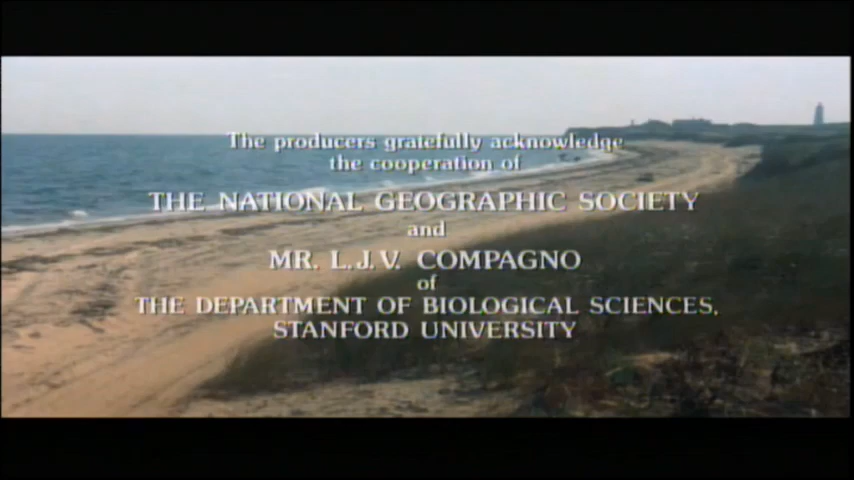 The producers gratefully acknowledge
the cooperation of
THE NATIONAL GEOGRAPHIC SOCIETY
and
MR. L.J.V. COMPAGNO
of
THE DEPARTMENT OF BIOLOGICAL SCIENCES,
STANFORD UNIVERSITY